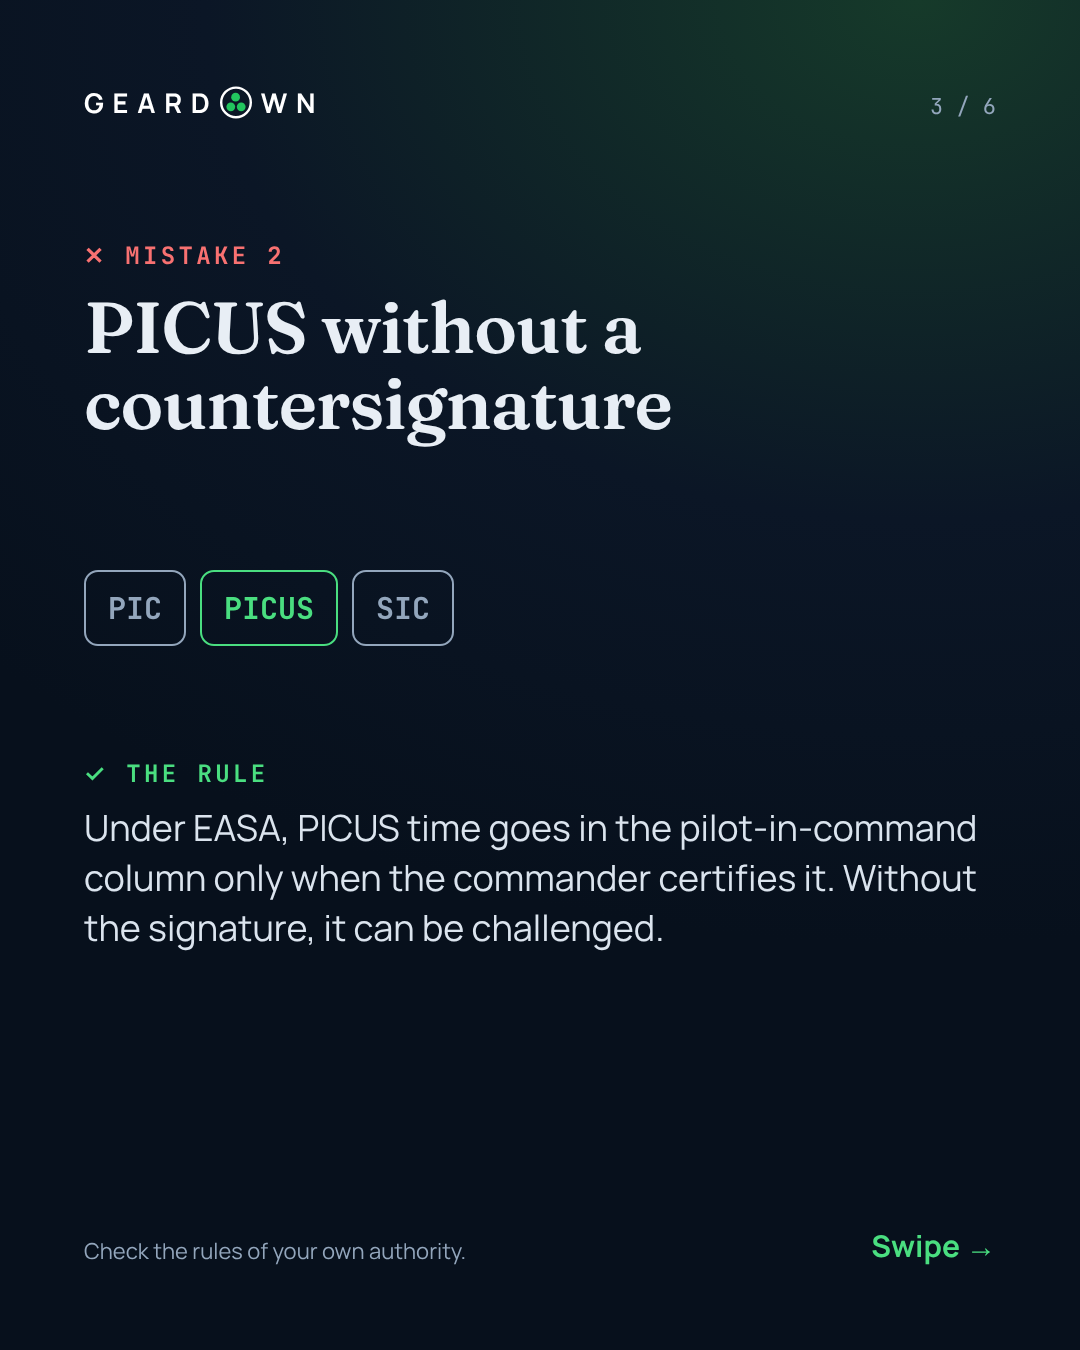 GEARDOWN
3 / 6
✕ MISTAKE 2
PICUS without a
countersignature
PIC PICUS SIC
✓ THE RULE
Under EASA, PICUS time goes in the pilot-in-command
column only when the commander certifies it. Without
the signature, it can be challenged.
Check the rules of your own authority.
Swipe →